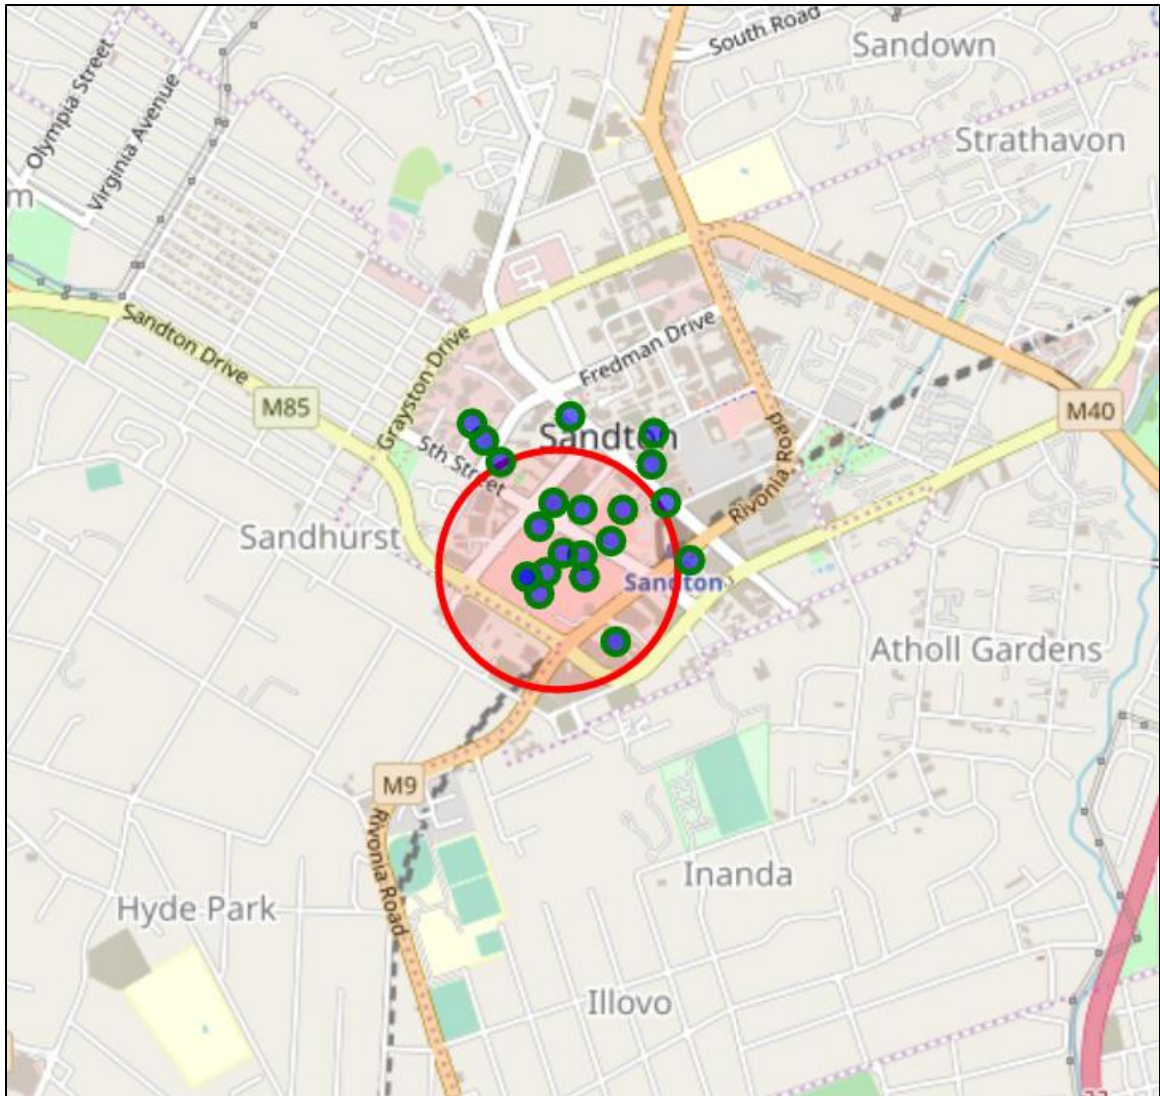 South Road
Sandown
Olympia Street
Virginia Avenue
Strathavon
m
Sandton Drive
Grayston Drive
Fredman Drive
M85
M40
Sandton
5th Street
Rivonia Road
Sandhurst
Sandton
Atholl Gardens
M9
Rivonia Road
Inanda
Hyde Park
Illovo